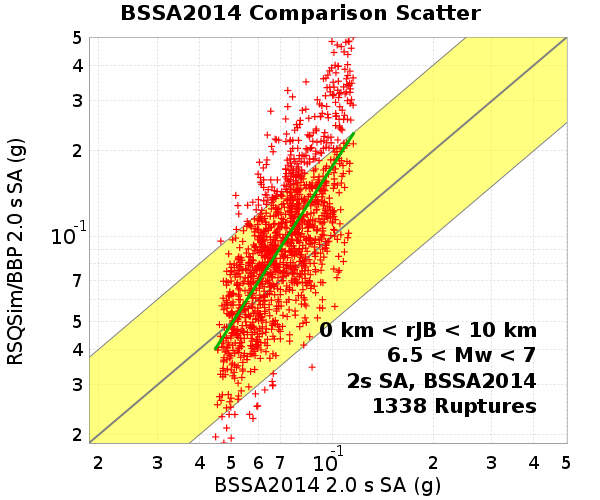 BSSA2014 Comparison Scatter
RSQSim/BBP 2.0 s SA (g)
5
4
3
2
10⁻¹
7
5
4
3
2
0 km < rJB < 10 km
6.5 < Mw < 7
2s SA, BSSA2014
1338 Ruptures
2 3 4 5 6 7 10⁻¹ 2 3 4 5
BSSA2014 2.0 s SA (g)